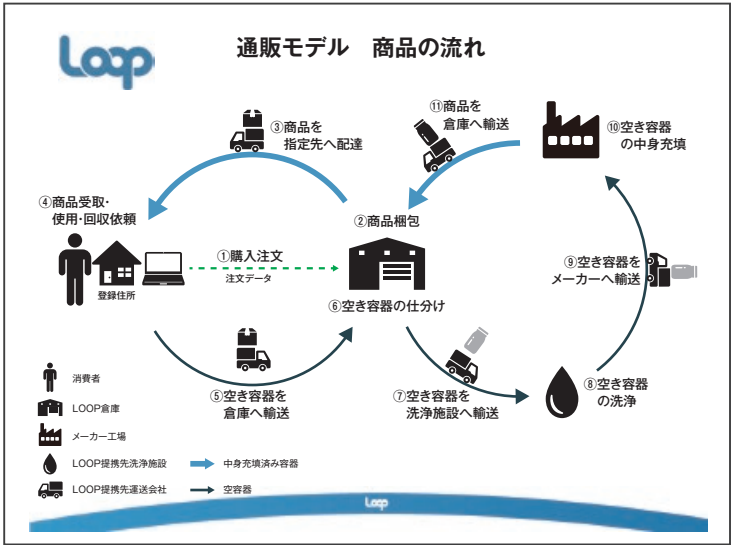 Loop
通販モデル　商品の流れ
⑪商品を
倉庫へ輸送
③商品を
指定先へ配達
⑩空き容器
の中身充填
④商品受取・
使用・回収依頼
②商品梱包
①購入注文
注文データ
登録住所
⑨空き容器を
メーカーへ輸送
⑥空き容器の仕分け
⑤空き容器を
倉庫へ輸送
⑦空き容器を
洗浄施設へ輸送
⑧空き容器
の洗浄
消費者
LOOP倉庫
メーカー工場
LOOP提携先洗浄施設
中身充填済み容器
LOOP提携先運送会社
空容器
Loop